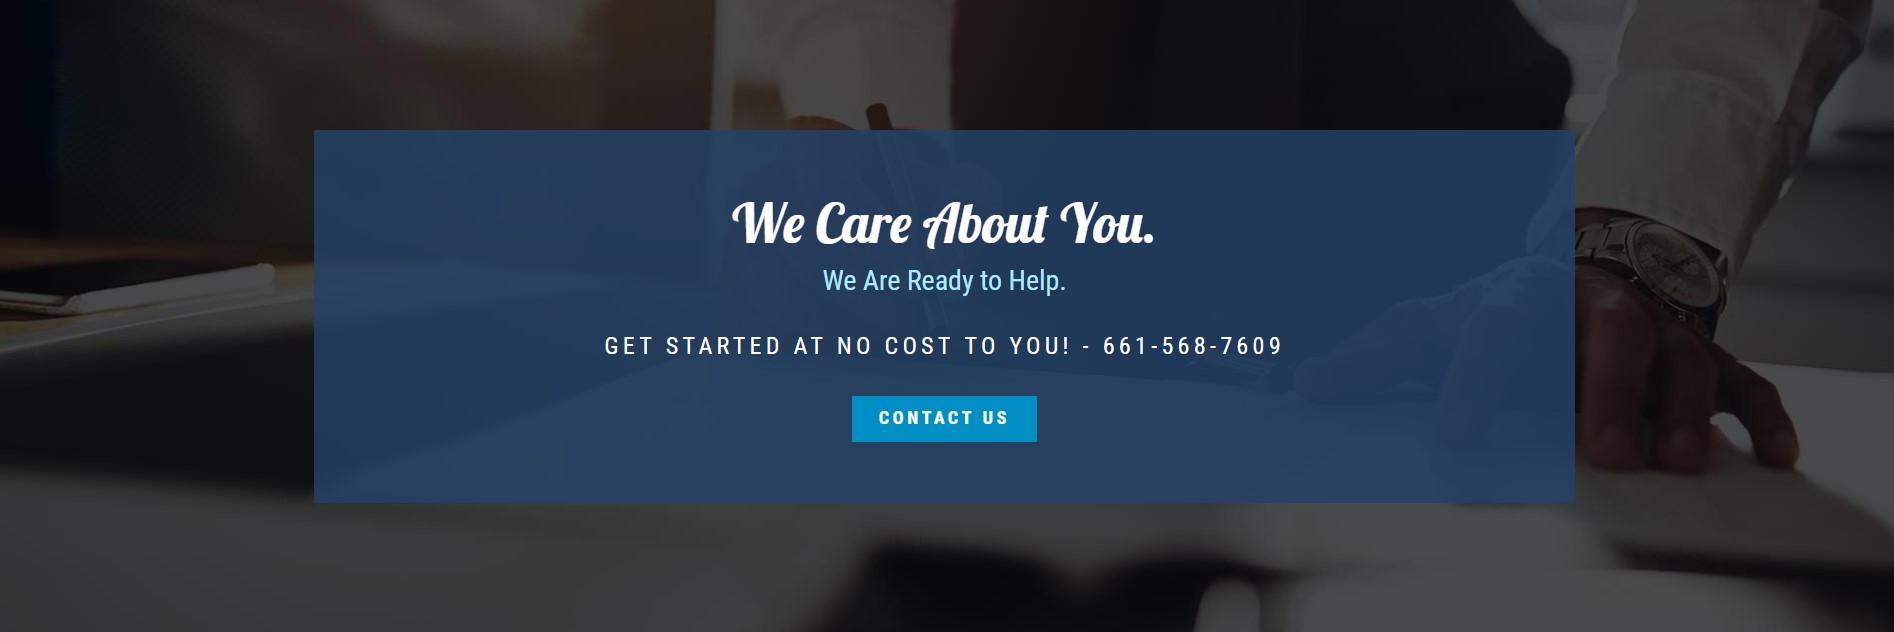 We Care About You.
We Are Ready to Help.
GET STARTED AT NO COST TO YOU! - 661-568-7609
CONTACT US